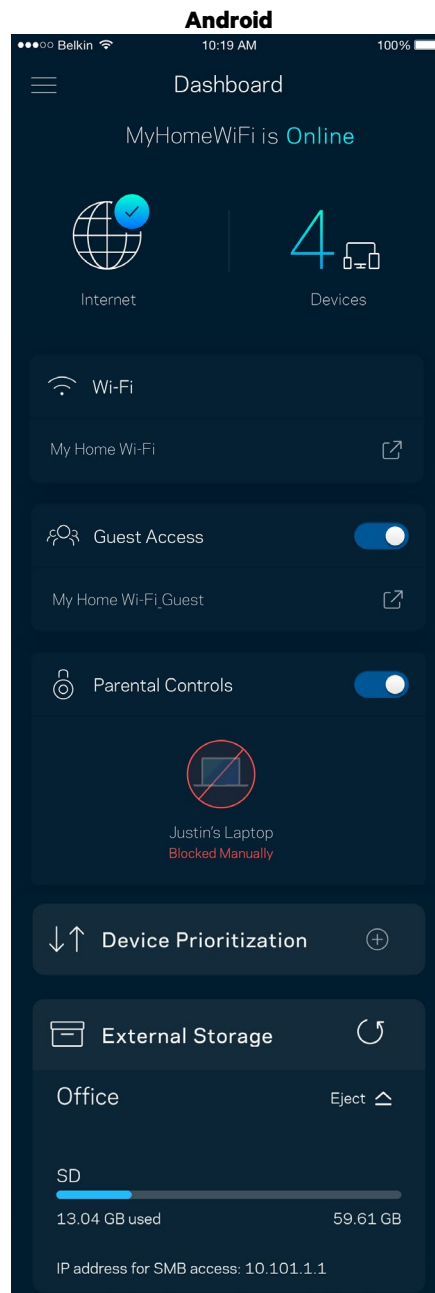 Android
Belkin 10:19 AM 100%
Dashboard
MyHomeWiFi is Online
4
Internet Devices
Wi-Fi
My Home Wi-Fi
Guest Access
My Home Wi-Fi_Guest
Parental Controls
Justin's Laptop
Blocked Manually
Device Prioritization
External Storage
Office Eject
SD
13.04 GB used 59.61 GB
IP address for SMB access: 10.101.1.1